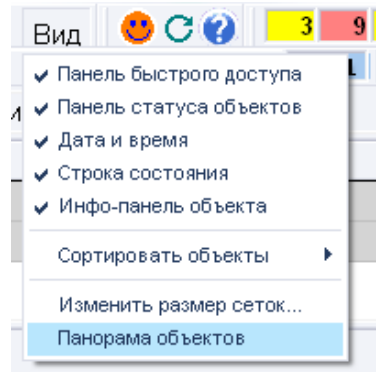 Вид ? 3 9
1
Панель быстрого доступа
Панель статуса объектов
Дата и время
Строка состояния
Инфо-панель объекта
Сортировать объекты
Изменить размер сеток...
Панорама объектов